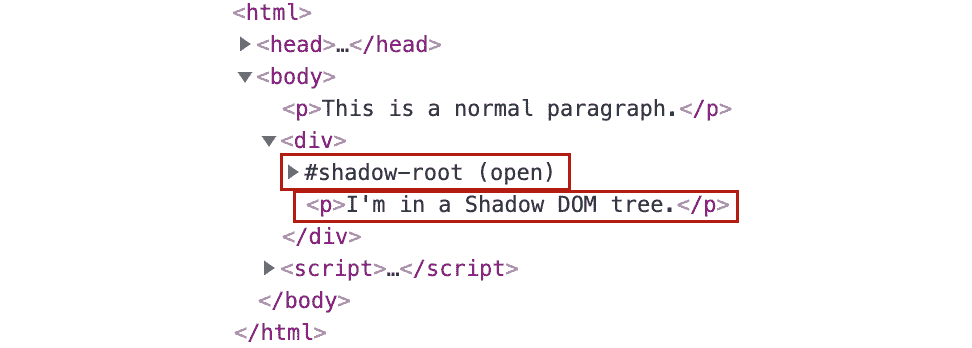 <html>
<head>…</head>
<body>
<p>This is a normal paragraph.</p>
<div>
#shadow-root (open)
<p>I'm in a Shadow DOM tree.</p>
</div>
<script>…</script>
</body>
</html>